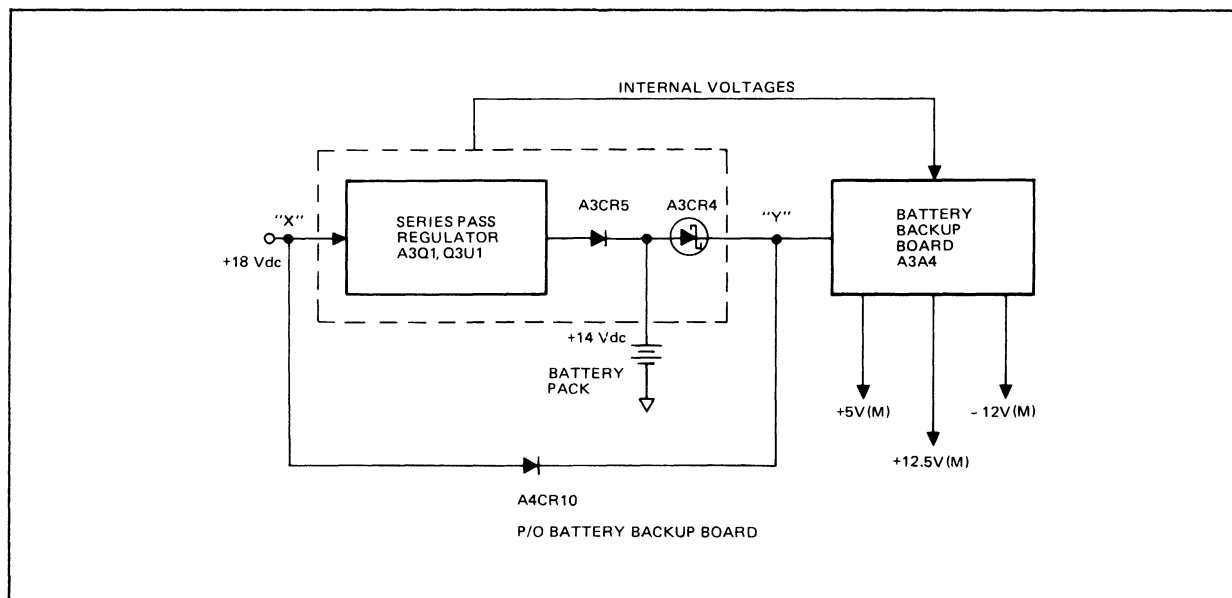 INTERNAL VOLTAGES
"X"
+18 Vdc
SERIES PASS
REGULATOR
A3Q1, Q3U1
A3CR5
A3CR4
"Y"
BATTERY
BACKUP
BOARD
A3A4
+14 Vdc
BATTERY
PACK
+5V(M)
+12.5V(M)
- 12V(M)
A4CR10
P/O BATTERY BACKUP BOARD